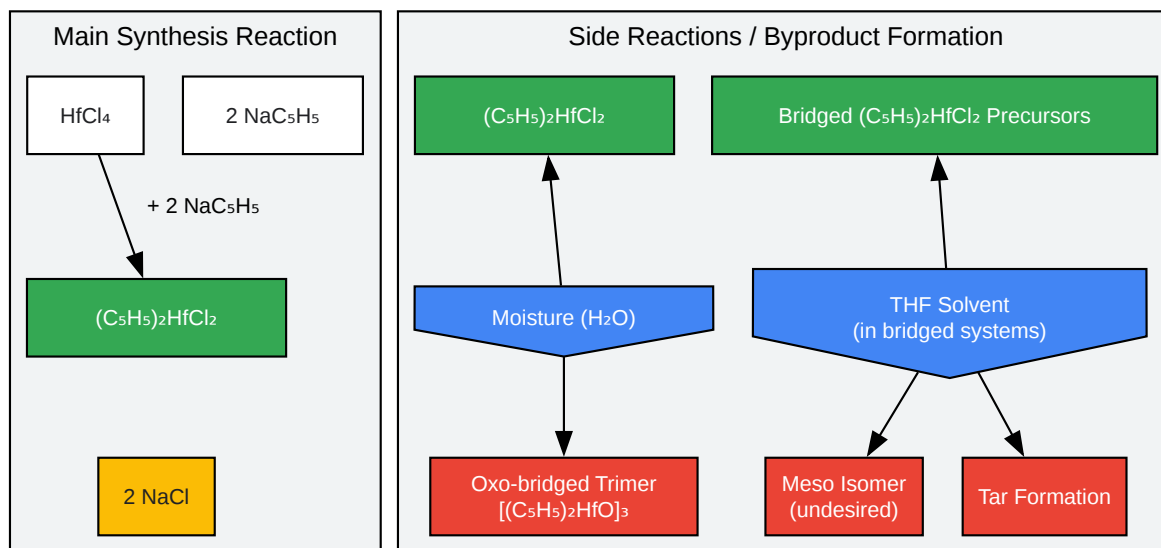 Main Synthesis Reaction
HfCl₄
2 NaC₅H₅
+ 2 NaC₅H₅
(C₅H₅)₂HfCl₂
2 NaCl
Side Reactions / Byproduct Formation
(C₅H₅)₂HfCl₂
Bridged (C₅H₅)₂HfCl₂ Precursors
Moisture (H₂O)
THF Solvent
(in bridged systems)
Oxo-bridged Trimer
[(C₅H₅)₂HfO]₃
Meso Isomer
(undesired)
Tar Formation